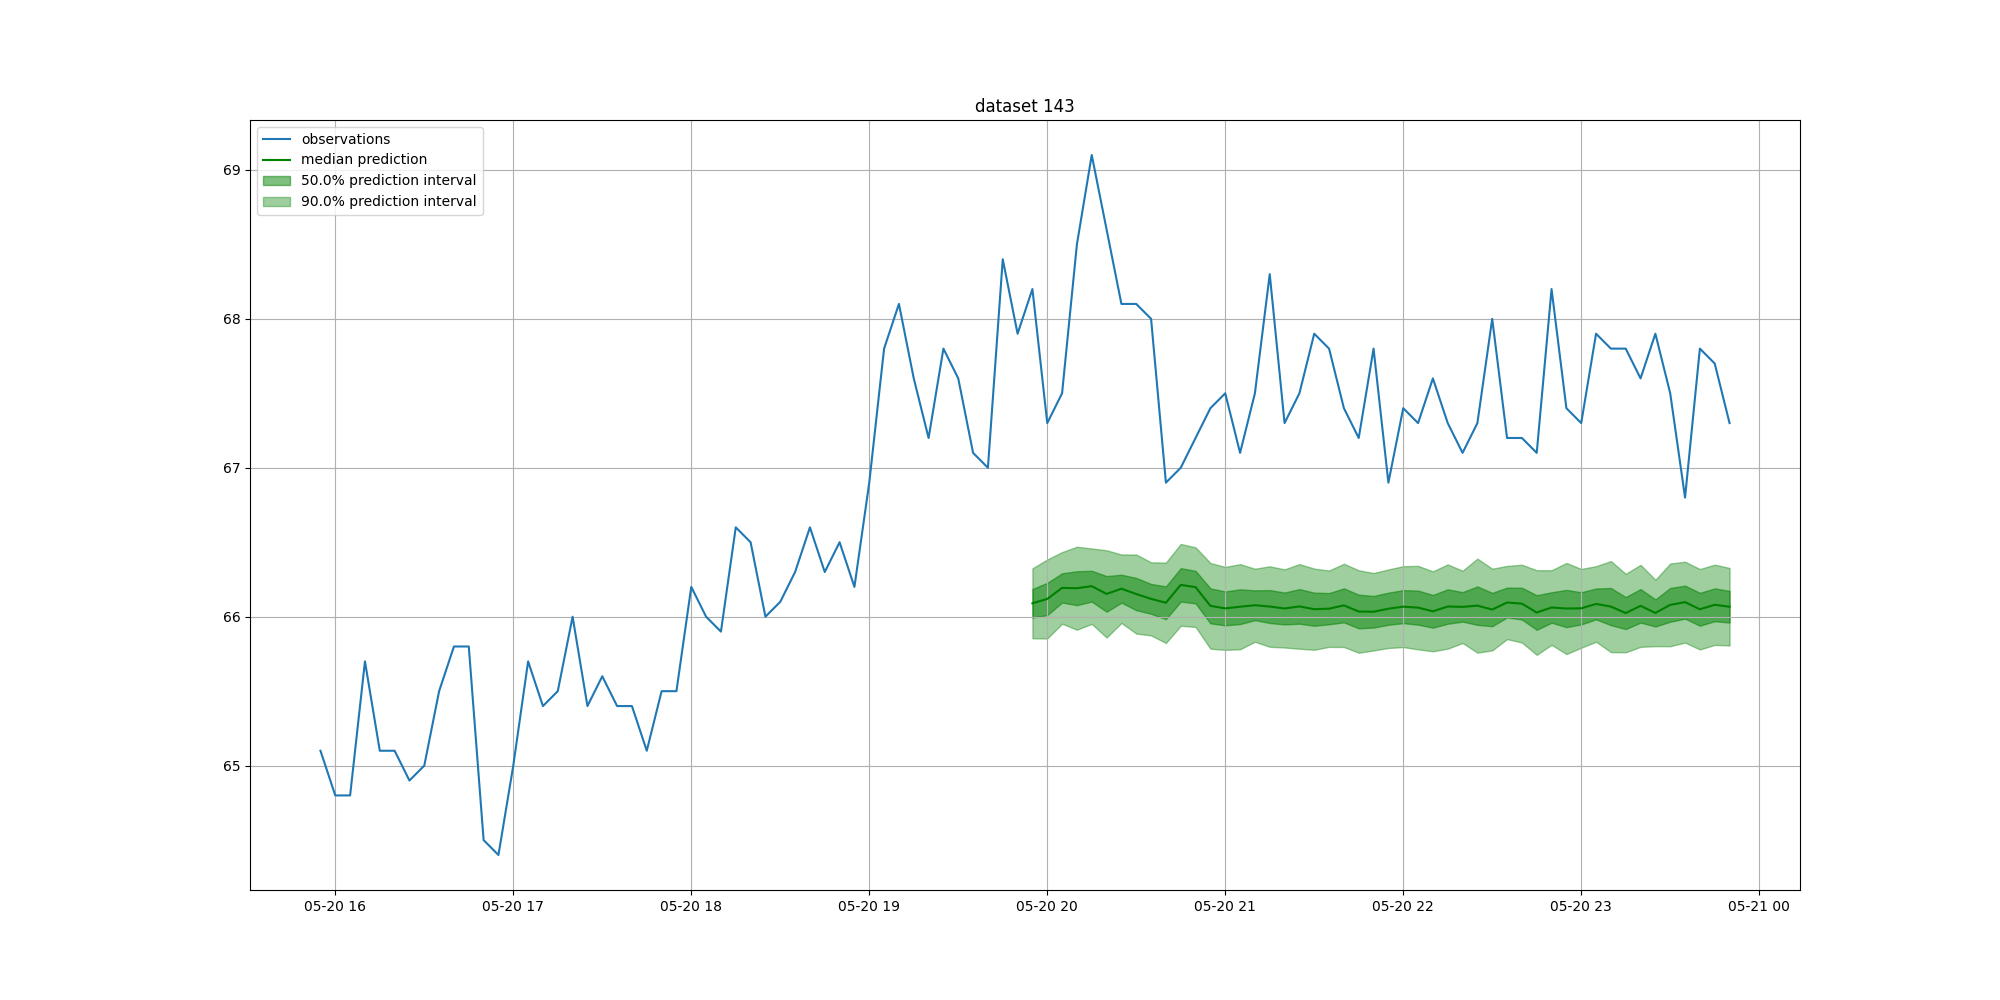 dataset 143
observations
median prediction
50.0% prediction interval
90.0% prediction interval
69
68
67
66
65
05-20 16
05-20 17
05-20 18
05-20 19
05-20 20
05-20 21
05-20 22
05-20 23
05-21 00